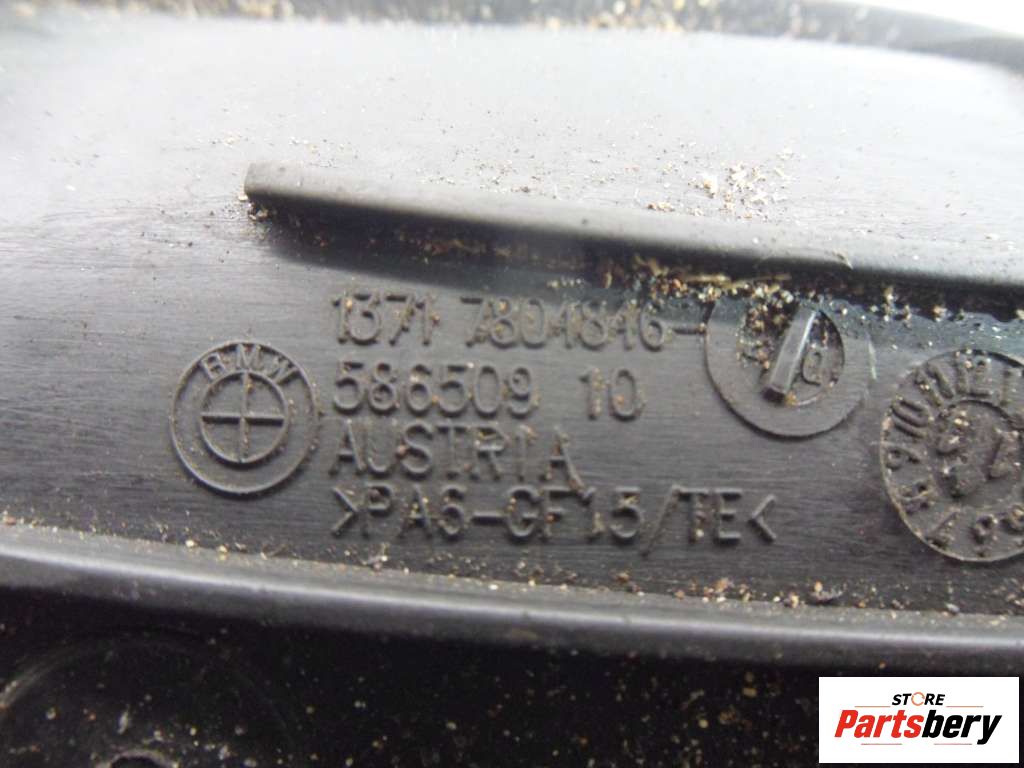 1371 7804846-
586509 10
AUSTRIA
>PA6-GF15/TE<
BMW
STORE
Partsbery